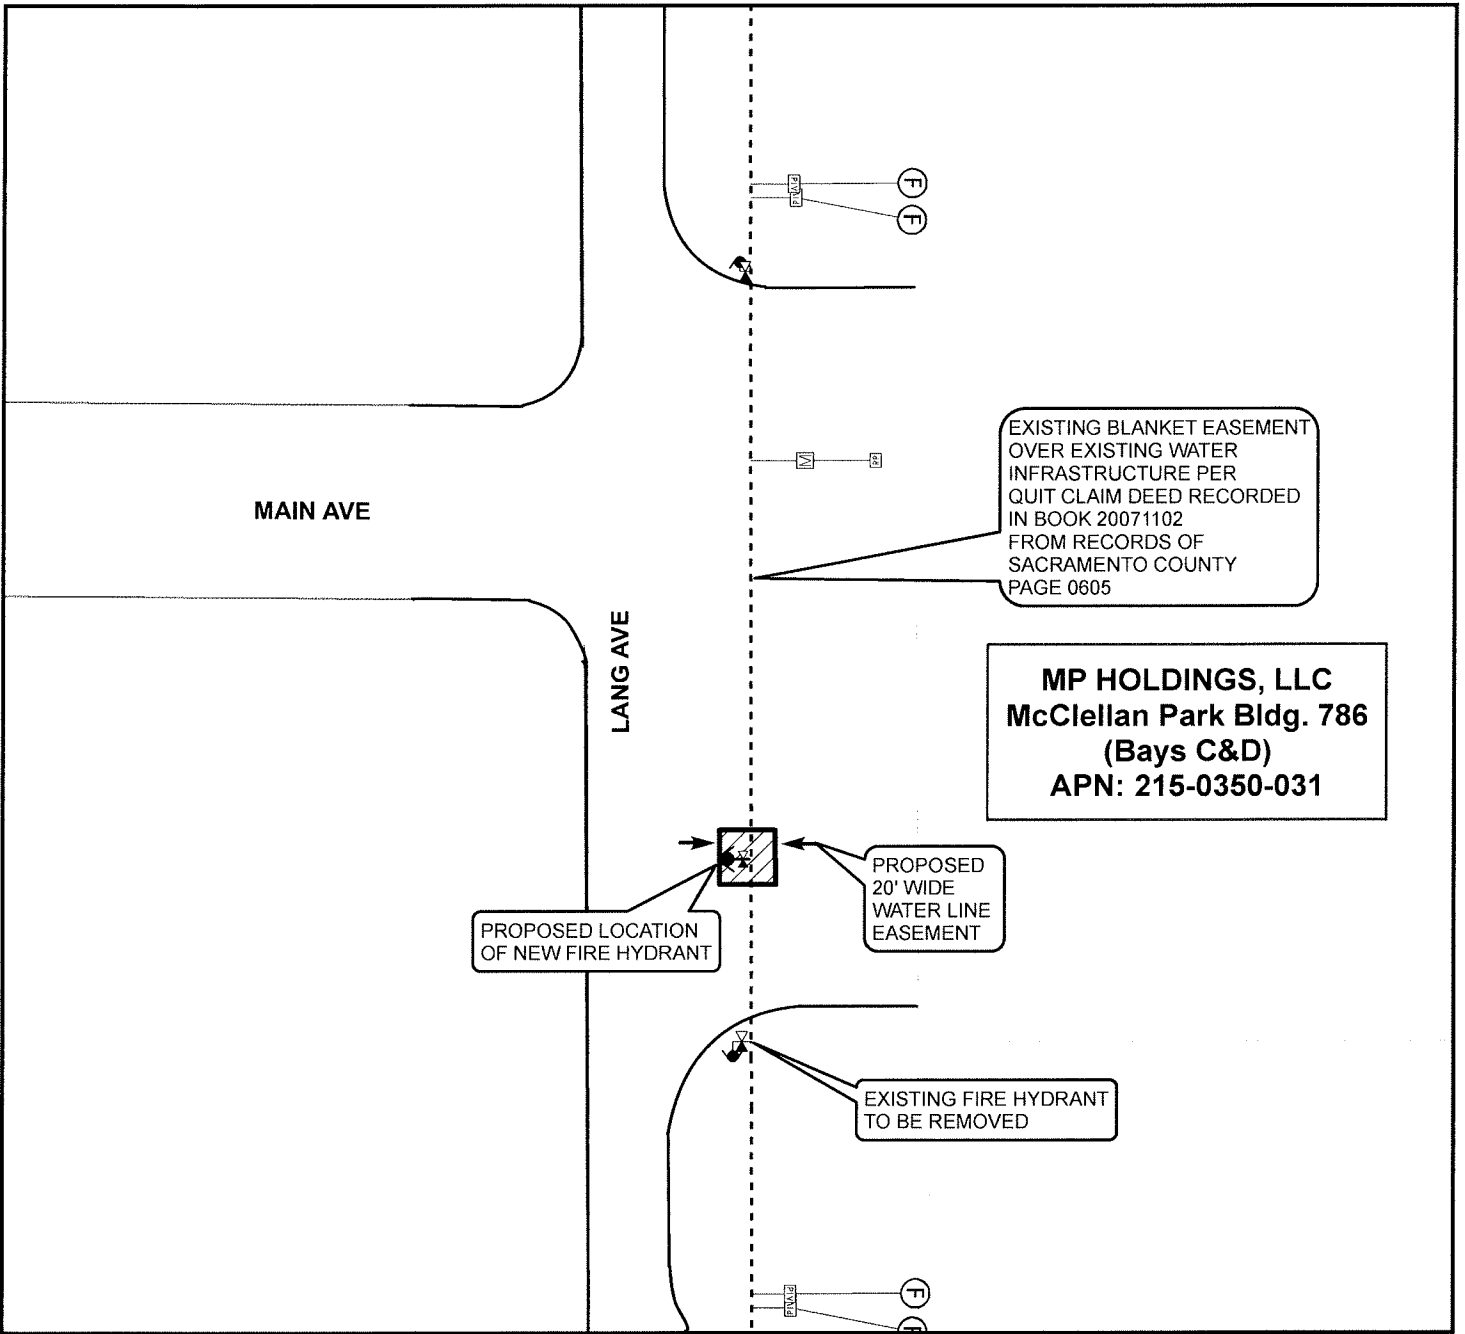 F
F
EXISTING BLANKET EASEMENT
OVER EXISTING WATER
INFRASTRUCTURE PER
QUIT CLAIM DEED RECORDED
IN BOOK 20071102
FROM RECORDS OF
SACRAMENTO COUNTY
PAGE 0605
M
RP
MAIN AVE
LANG AVE
MP HOLDINGS, LLC
McClellan Park Bldg. 786
(Bays C&D)
APN: 215-0350-031
PROPOSED
20' WIDE
WATER LINE
EASEMENT
PROPOSED LOCATION
OF NEW FIRE HYDRANT
EXISTING FIRE HYDRANT
TO BE REMOVED
F
F